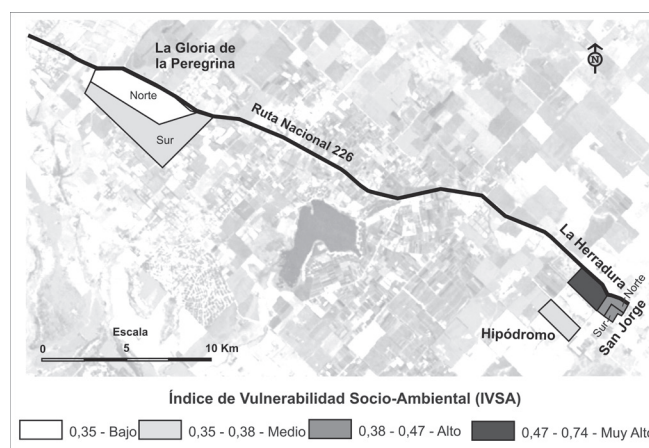 La Gloria de
la Peregrina
N
Norte
Sur
Ruta Nacional 226
La Herradura
Norte
Sur
San Jorge
Hipódromo
Escala
0 5 10 Km
Índice de Vulnerabilidad Socio-Ambiental (IVSA)
0,35 - Bajo 0,35 - 0,38 - Medio 0,38 - 0,47 - Alto 0,47 - 0,74 - Muy Alto